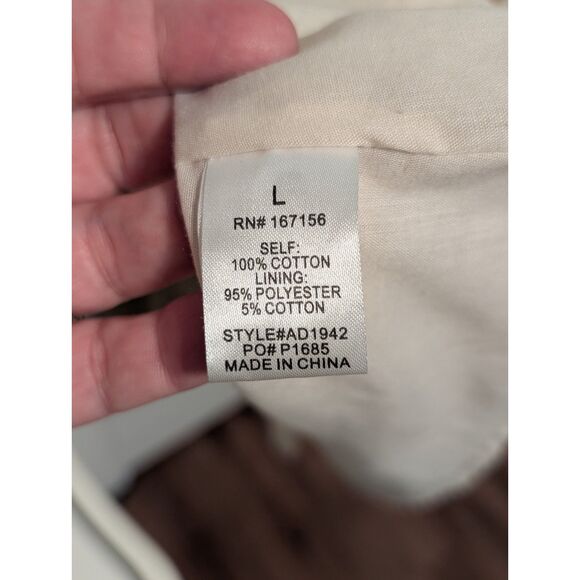 L
RN# 167156
SELF:
100% COTTON
LINING:
95% POLYESTER
5% COTTON
STYLE#AD1942
PO# P1685
MADE IN CHINA